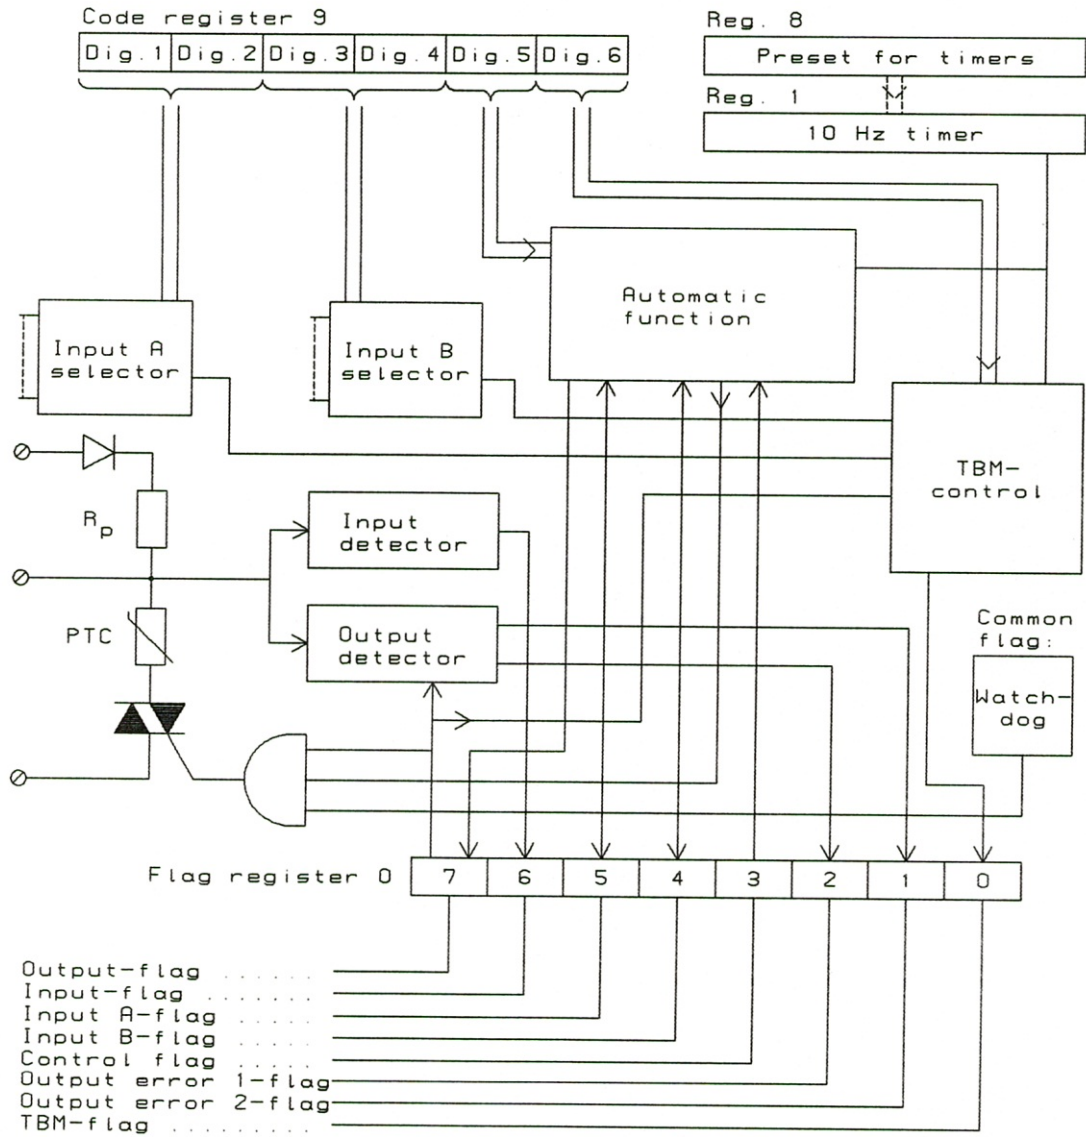 Code register 9
Dig.1 Dig.2 Dig.3 Dig.4 Dig.5 Dig.6
Reg. 8
Preset for timers
Reg. 1
10 Hz timer
Automatic
function
Input A
selector
Input B
selector
TBM-
control
Rp
Input
detector
PTC
Output
detector
Common
flag:
Watch-
dog
Flag register 0 7 6 5 4 3 2 1 0
Output-flag ......
Input-flag .......
Input A-flag .....
Input B-flag .....
Control flag .....
Output error 1-flag
Output error 2-flag
TBM-flag .........